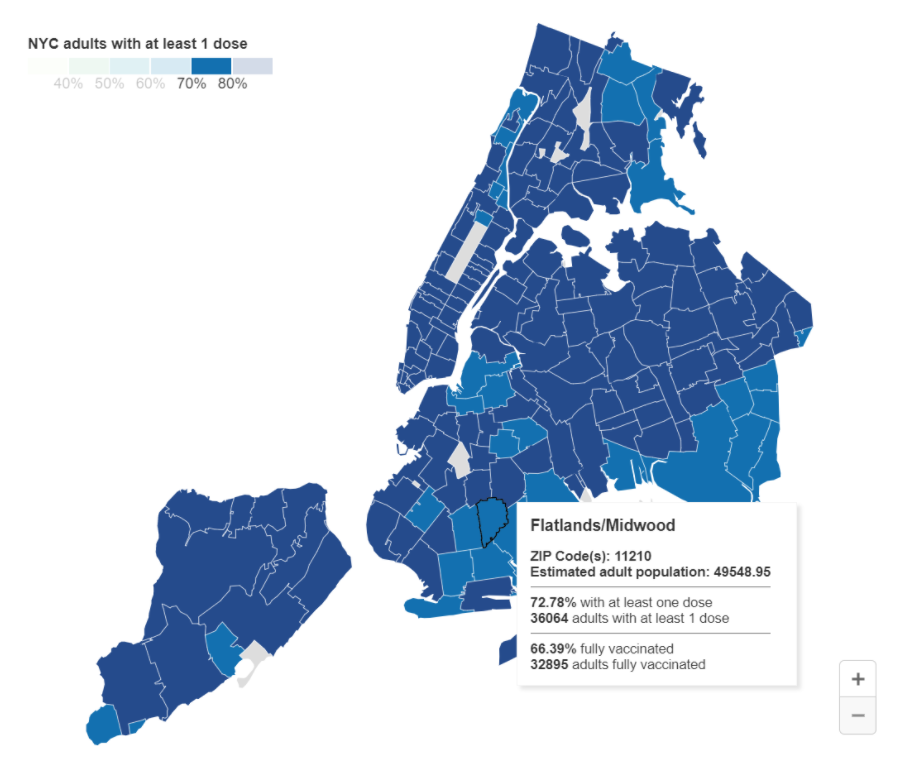 NYC adults with at least 1 dose
40% 50% 60% 70% 80%
Flatlands/Midwood
ZIP Code(s): 11210
Estimated adult population: 49548.95
72.78% with at least one dose
36064 adults with at least 1 dose
66.39% fully vaccinated
32895 adults fully vaccinated
+
−